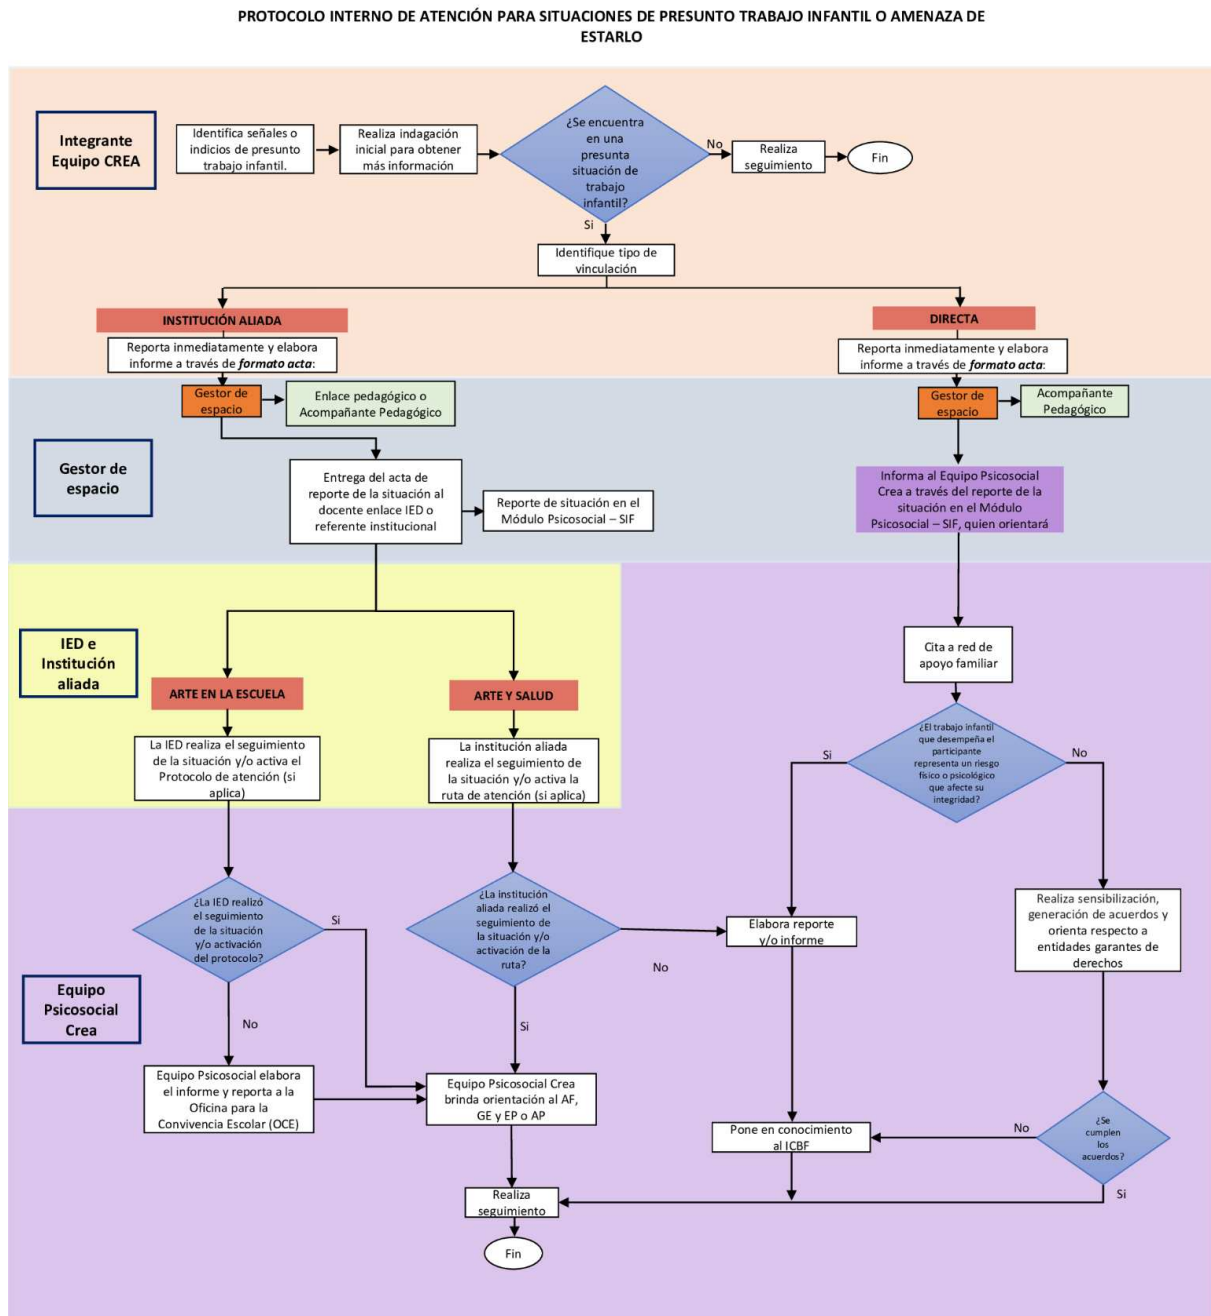 PROTOCOLO INTERNO DE ATENCIÓN PARA SITUACIONES DE PRESUNTO TRABAJO INFANTIL O AMENAZA DE
ESTARLO
Integrante
Equipo CREA
Identifica señales o
indicios de presunto
trabajo infantil.
Realiza indagación
inicial para obtener
más información
¿Se encuentra
en una
presunta
situación de
trabajo
infantil?
No
Realiza
seguimiento
Fin
Si
Identifique tipo de
vinculación
INSTITUCIÓN ALIADA
Reporta inmediatamente y elabora
informe a través de formato acta:
DIRECTA
Reporta inmediatamente y elabora
informe a través de formato acta:
Gestor de
espacio
Gestor de
espacio
Enlace pedagógico o
Acompañante Pedagógico
Gestor de
espacio
Acompañante
Pedagógico
Entrega del acta de
reporte de la situación al
docente enlace IED o
referente institucional
Reporte de situación en el
Módulo Psicosocial – SIF
Informa al Equipo Psicosocial
Crea a través del reporte de la
situación en el Módulo
Psicosocial – SIF, quien orientará
IED e
Institución
aliada
ARTE EN LA ESCUELA
La IED realiza el seguimiento
de la situación y/o activa el
Protocolo de atención (si
aplica)
ARTE Y SALUD
La institución aliada
realiza el seguimiento de
la situación y/o activa la
ruta de atención (si aplica)
Cita a red de
apoyo familiar
¿El trabajo infantil
que desempeña el
participante
representa un riesgo
físico o psicológico
que afecte su
integridad?
Si
No
Equipo
Psicosocial
Crea
¿La IED realizó
el seguimiento
de la situación
y/o activación
del protocolo?
Si
No
¿La institución
aliada realizó el
seguimiento de
la situación y/o
activación de la
ruta?
No
Si
Elabora reporte
y/o informe
Realiza sensibilización,
generación de acuerdos y
orienta respecto a
entidades garantes de
derechos
Equipo Psicosocial elabora
el informe y reporta a la
Oficina para la
Convivencia Escolar (OCE)
Equipo Psicosocial Crea
brinda orientación al AF,
GE y EP o AP
Pone en conocimiento
al ICBF
No
¿Se
cumplen
los
acuerdos?
Si
Realiza
seguimiento
Fin